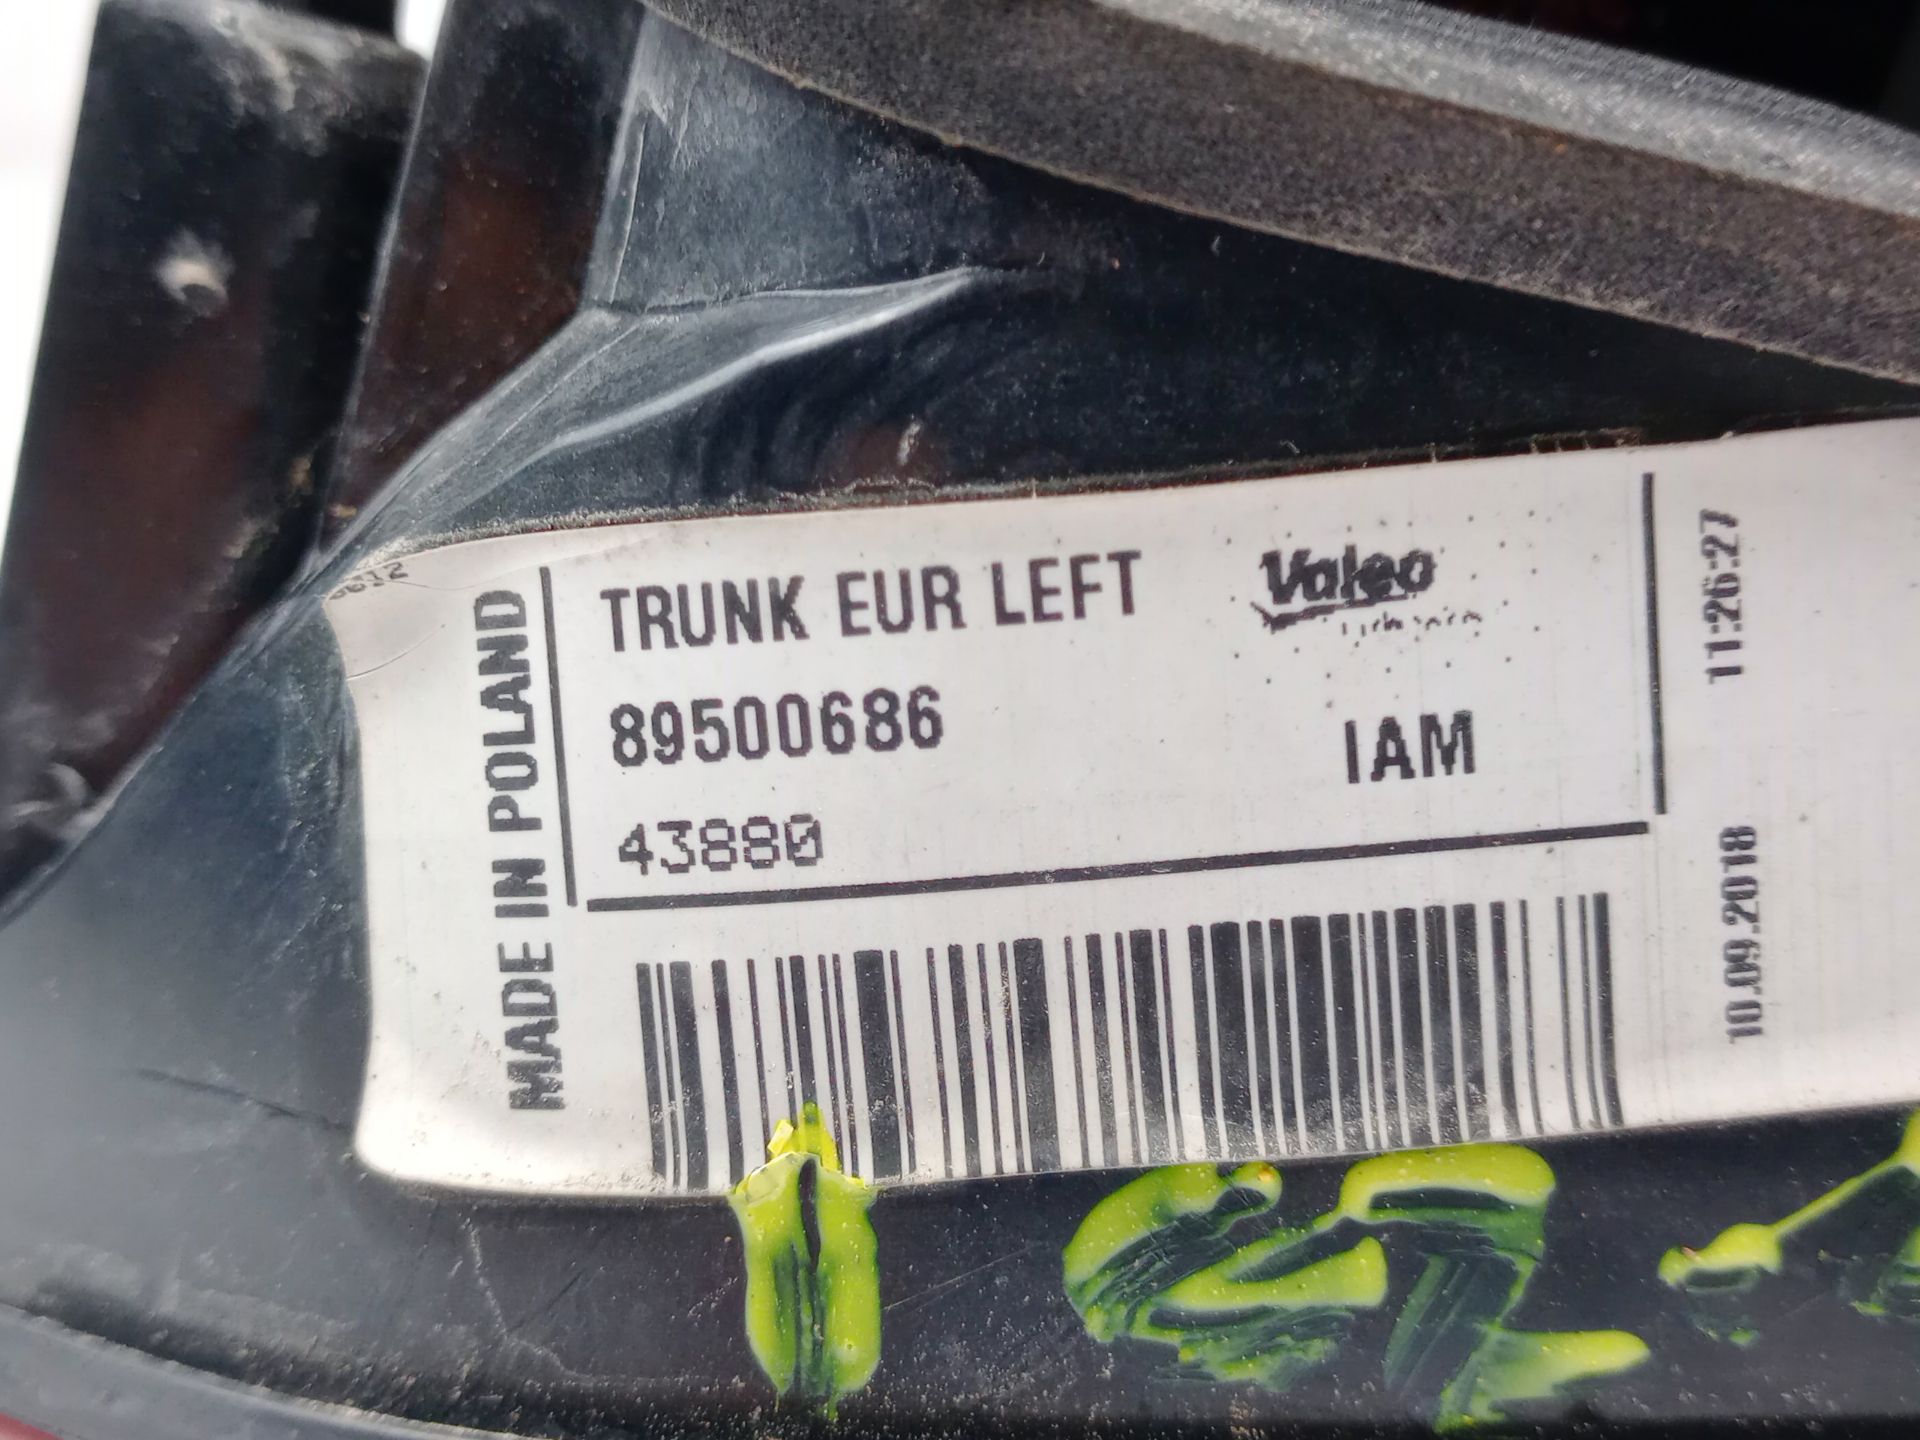 MADE IN POLAND
TRUNK EUR LEFT
Valeo
89500686
IAM
43880
11:26:27
10.09.2018